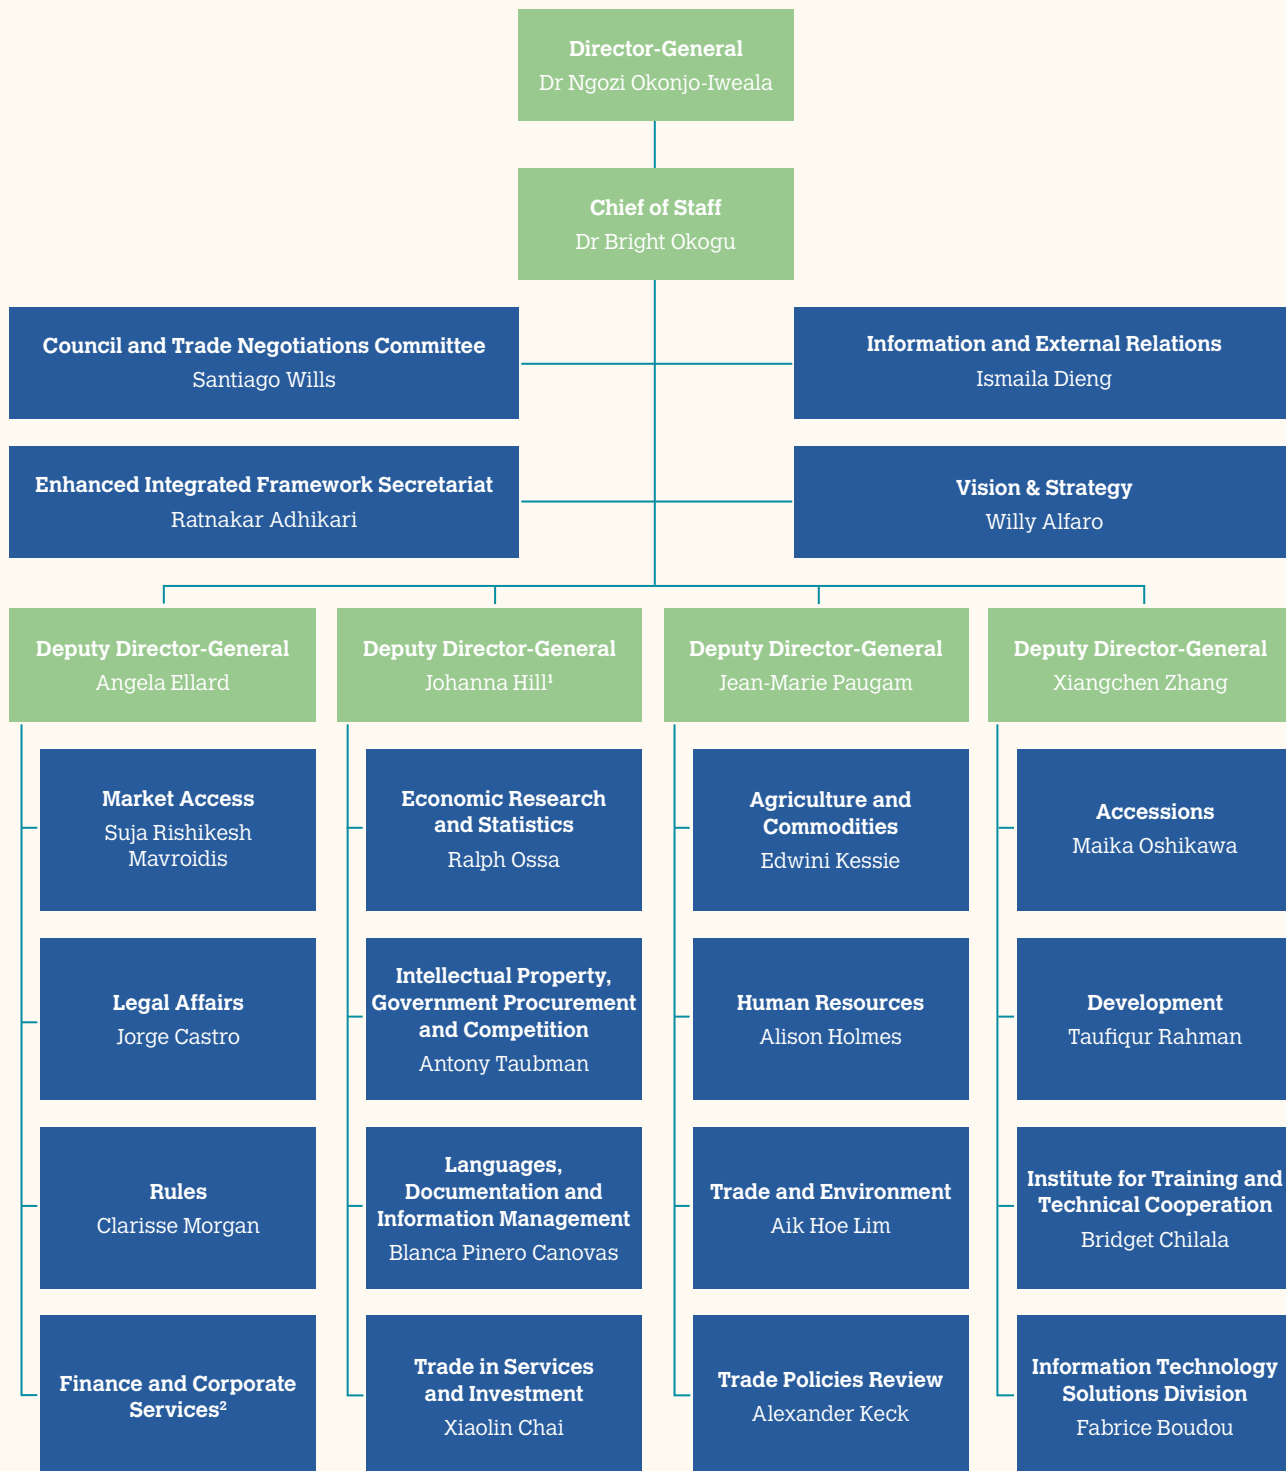 Director-General
Dr Ngozi Okonjo-Iweala
Chief of Staff
Dr Bright Okogu
Council and Trade Negotiations Committee
Santiago Wills
Information and External Relations
Ismaila Dieng
Enhanced Integrated Framework Secretariat
Ratnakar Adhikari
Vision & Strategy
Willy Alfaro
Deputy Director-General
Angela Ellard
Deputy Director-General
Johanna Hill¹
Deputy Director-General
Jean-Marie Paugam
Deputy Director-General
Xiangchen Zhang
Market Access
Suja Rishikesh
Mavroidis
Economic Research
and Statistics
Ralph Ossa
Agriculture and
Commodities
Edwini Kessie
Accessions
Maika Oshikawa
Legal Affairs
Jorge Castro
Intellectual Property,
Government Procurement
and Competition
Antony Taubman
Human Resources
Alison Holmes
Development
Taufiqur Rahman
Rules
Clarisse Morgan
Languages,
Documentation and
Information Management
Blanca Pinero Canovas
Trade and Environment
Aik Hoe Lim
Institute for Training and
Technical Cooperation
Bridget Chilala
Finance and Corporate
Services²
Trade in Services
and Investment
Xiaolin Chai
Trade Policies Review
Alexander Keck
Information Technology
Solutions Division
Fabrice Boudou